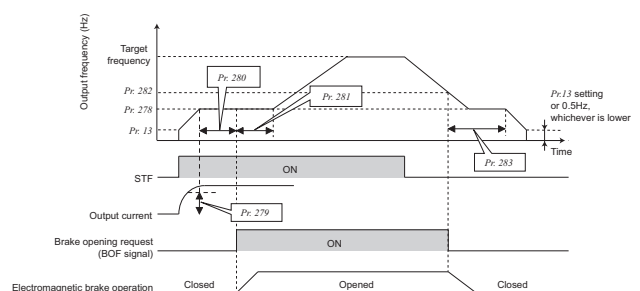 Output frequency (Hz)
Target
frequency
Pr. 280
Pr. 282
Pr. 281
Pr. 278
Pr. 13
Pr.13 setting
or 0.5Hz,
whichever is lower
Time
Pr. 283
STF
ON
Output current
Pr. 279
Brake opening request
(BOF signal)
ON
Electromagnetic brake operation
Closed
Opened
Closed